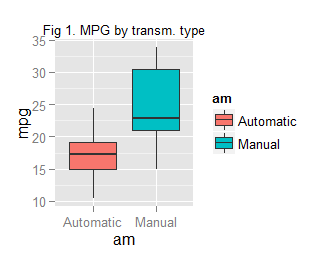 Fig 1. MPG by transm. type
35
30
25
20
15
10
mpg
Automatic
Manual
am
am
Automatic
Manual